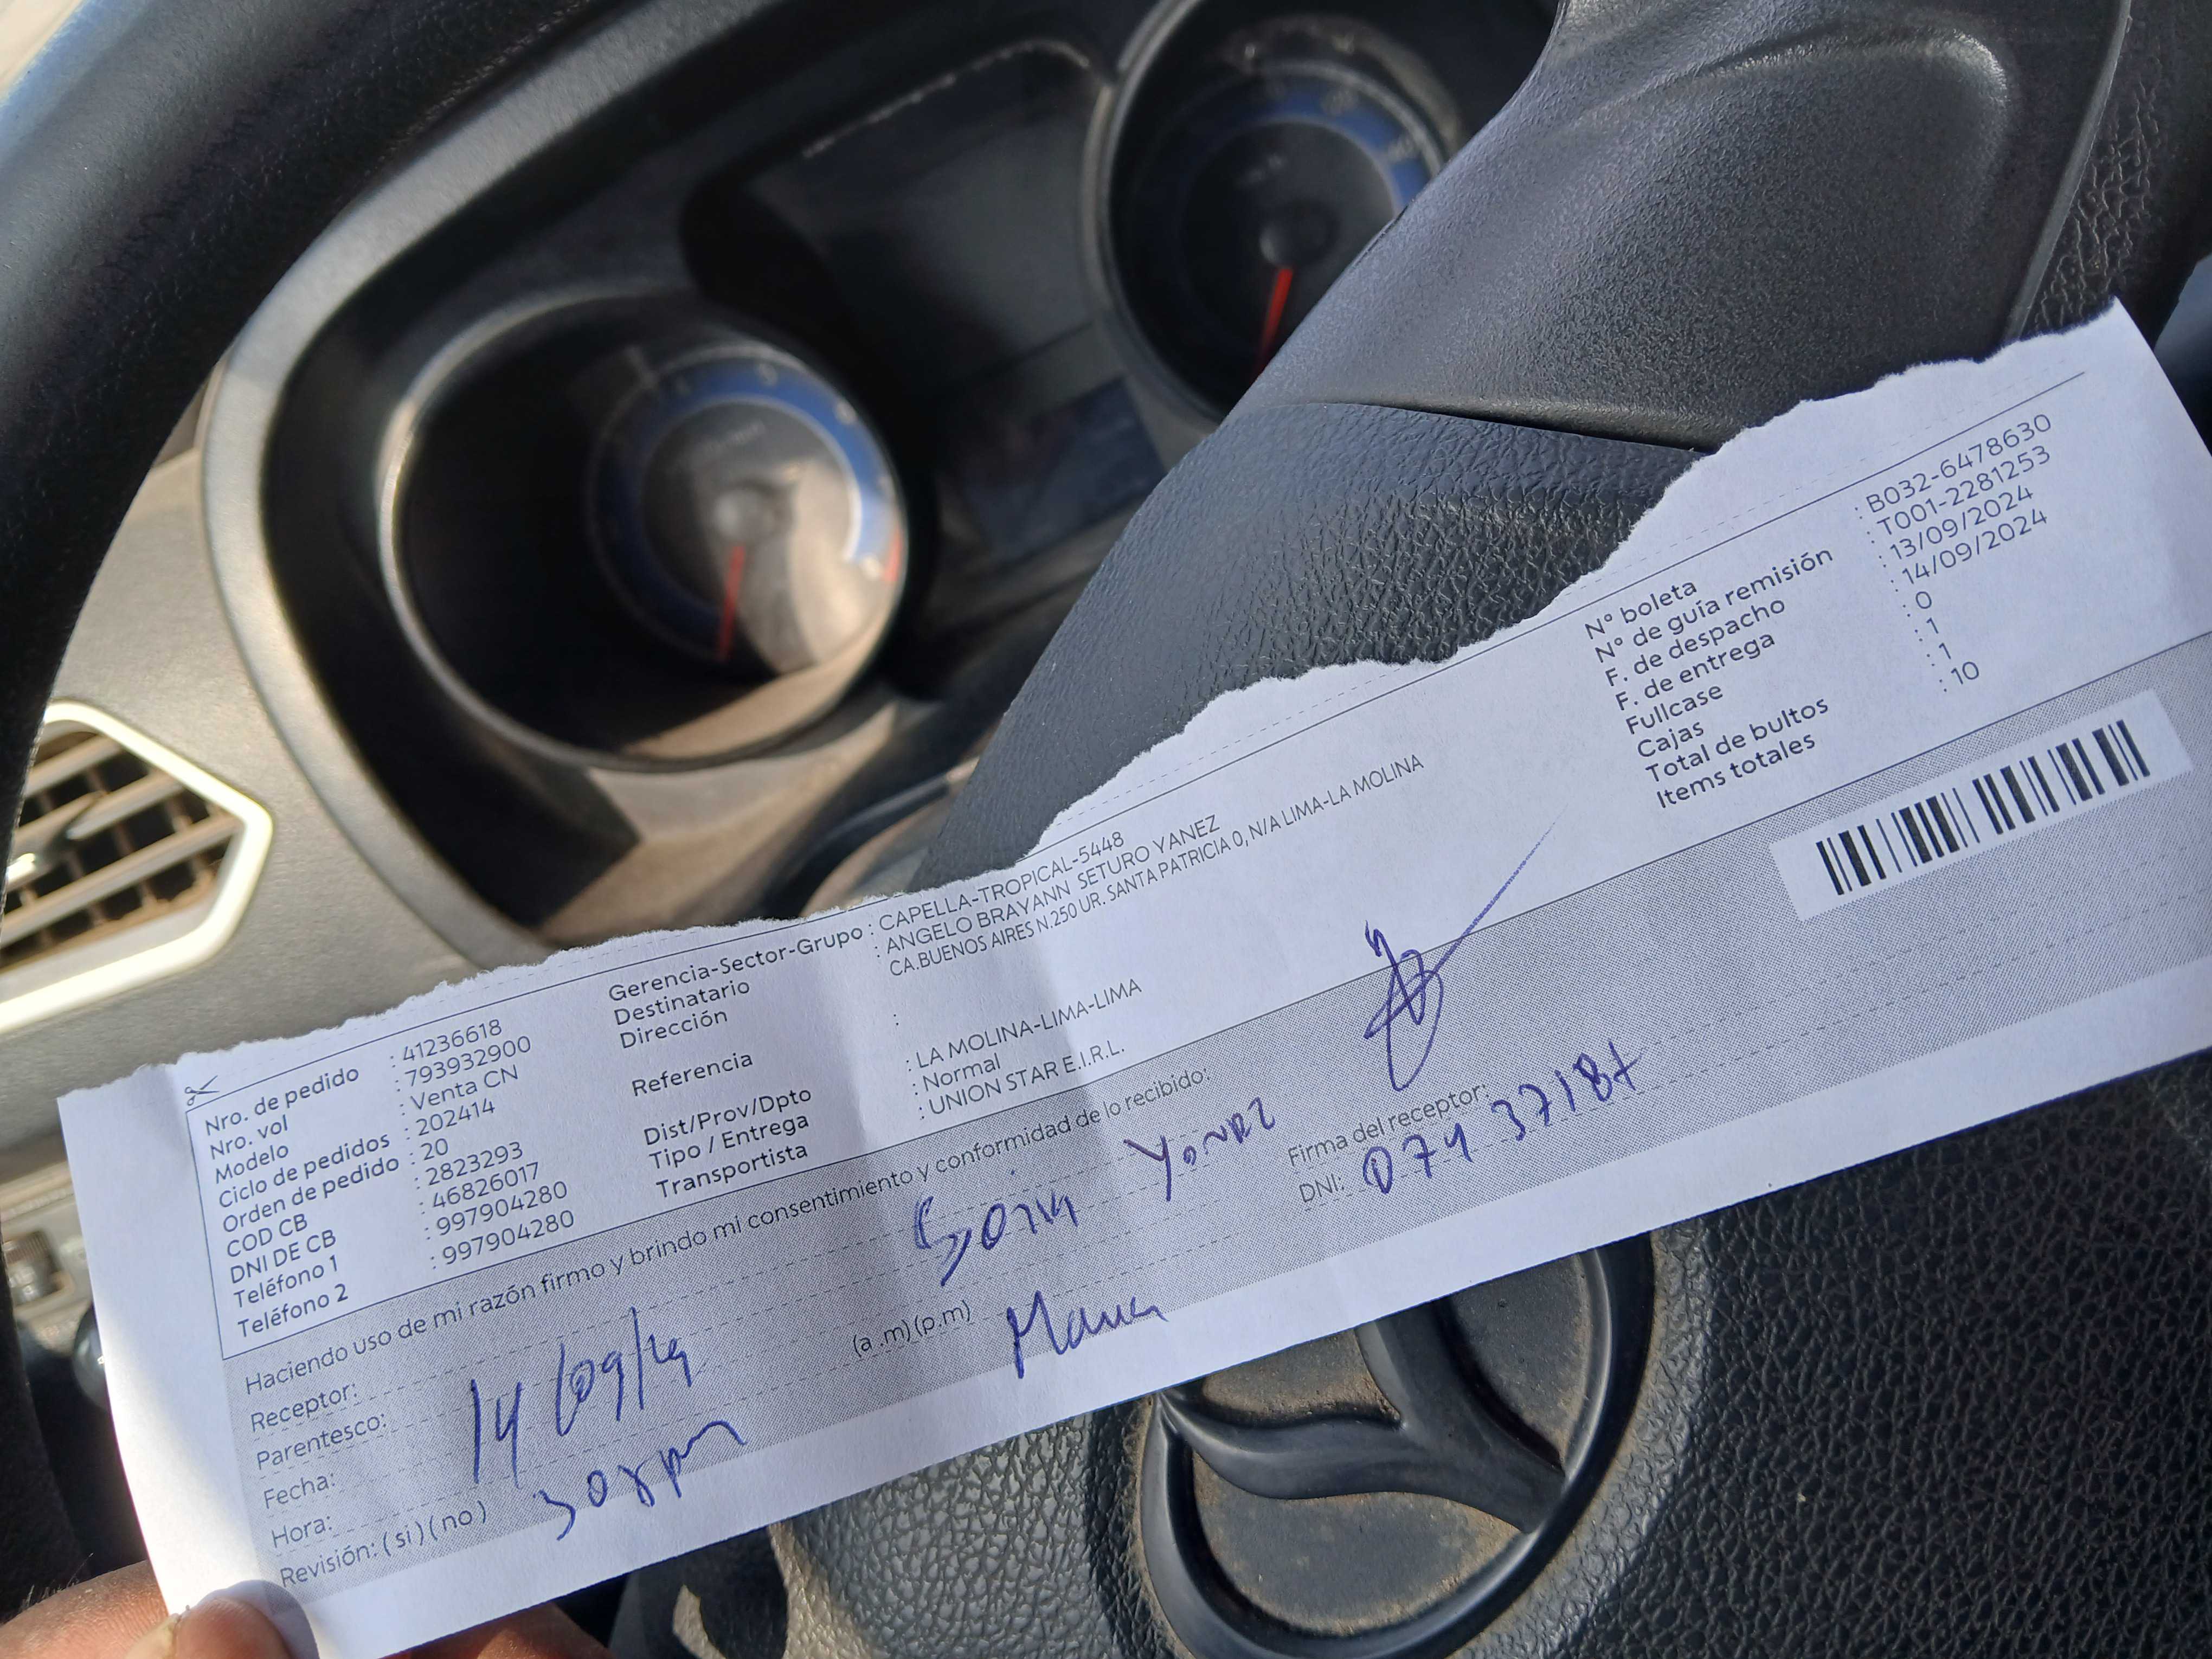 Nro. de pedido : 41236618
Nro. vol : 793932900
Modelo : Venta CN
Ciclo de pedidos : 202414
Orden de pedido : 20
COD CB : 2823293
DNI DE CB : 46826017
Teléfono 1 : 997904280
Teléfono 2 : 997904280
Gerencia-Sector-Grupo : CAPELLA-TROPICAL-5448
Destinatario : ANGELO BRAYANN SETURO YANEZ
Dirección CA.BUENOS AIRES N.250 UR. SANTA PATRICIA 0, N/A LIMA-LA MOLINA
Referencia :
Dist/Prov/Dpto : LA MOLINA-LIMA-LIMA
Tipo / Entrega : Normal
Transportista : UNION STAR E.I.R.L.
N° boleta : B032-6478630
N° de guía remisión : T001-2281253
F. de despacho : 13/09/2024
F. de entrega : 14/09/2024
Fullcase : 0
Cajas : 1
Total de bultos : 1
Items totales : 10
Haciendo uso de mi razón firmo y brindo mi consentimiento y conformidad de lo recibido:
Receptor: Yanez
Parentesco:
Fecha: 14/09/24
Hora: (a.m)(p.m)
Revisión: (si) (no)
Firma del receptor:
DNI: 074 37187